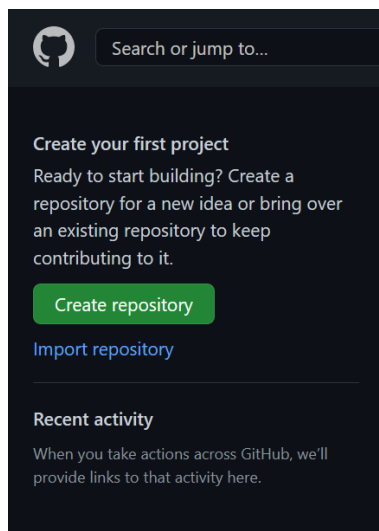 Search or jump to...
Create your first project
Ready to start building? Create a
repository for a new idea or bring over
an existing repository to keep
contributing to it.
Create repository
Import repository
Recent activity
When you take actions across GitHub, we'll
provide links to that activity here.